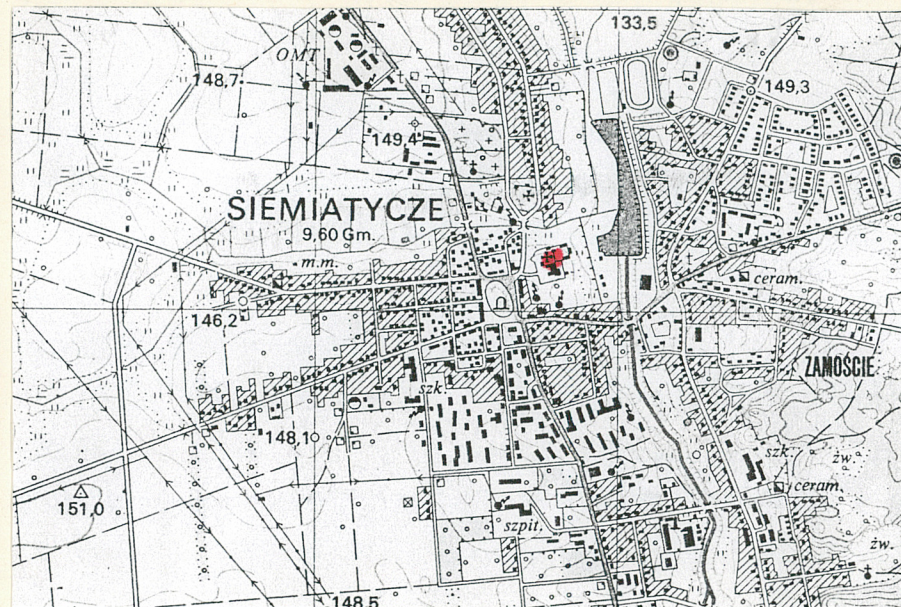 133,5
OMT
148,7
149,3
149,4
SIEMIATYCZE
9,60 Gm.
m.m.
ceram.
146,2
ZAMOŚCIE
szk.
148,1
szk.
żw.
ceram.
151,0
szpit.
żw.
148,5